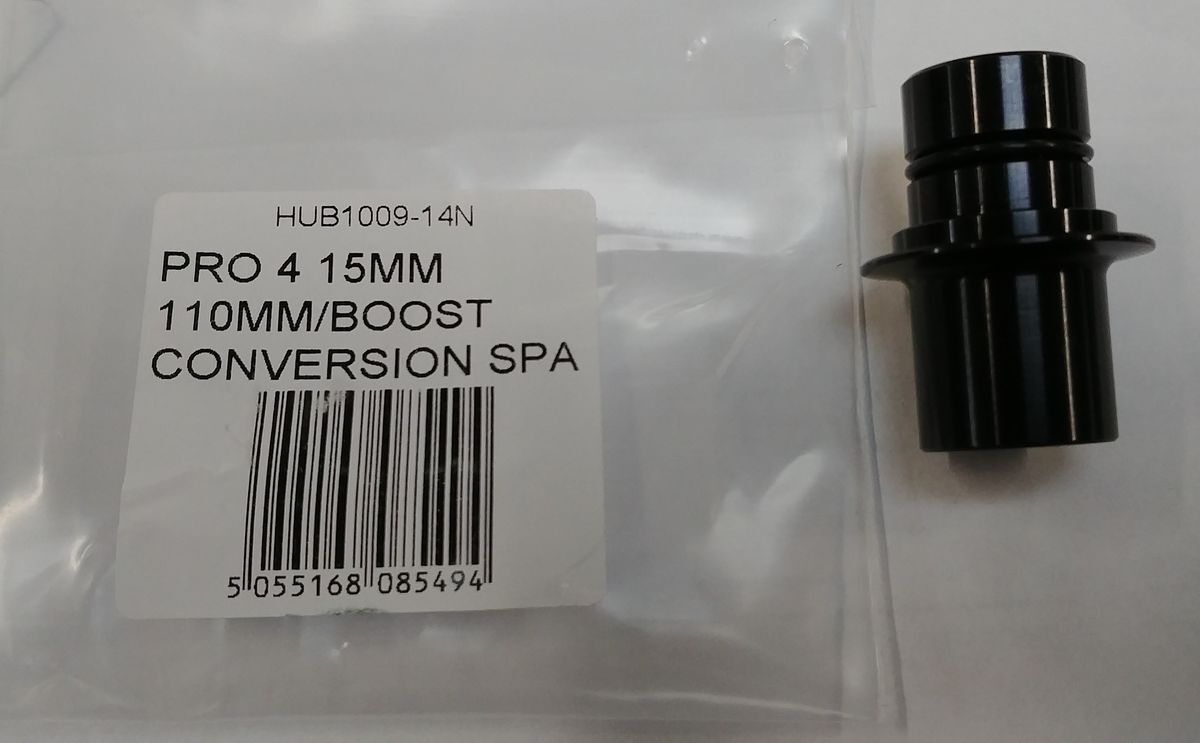 HUB1009-14N
PRO 4 15MM
110MM/BOOST
CONVERSION SPA
5 055168 085494